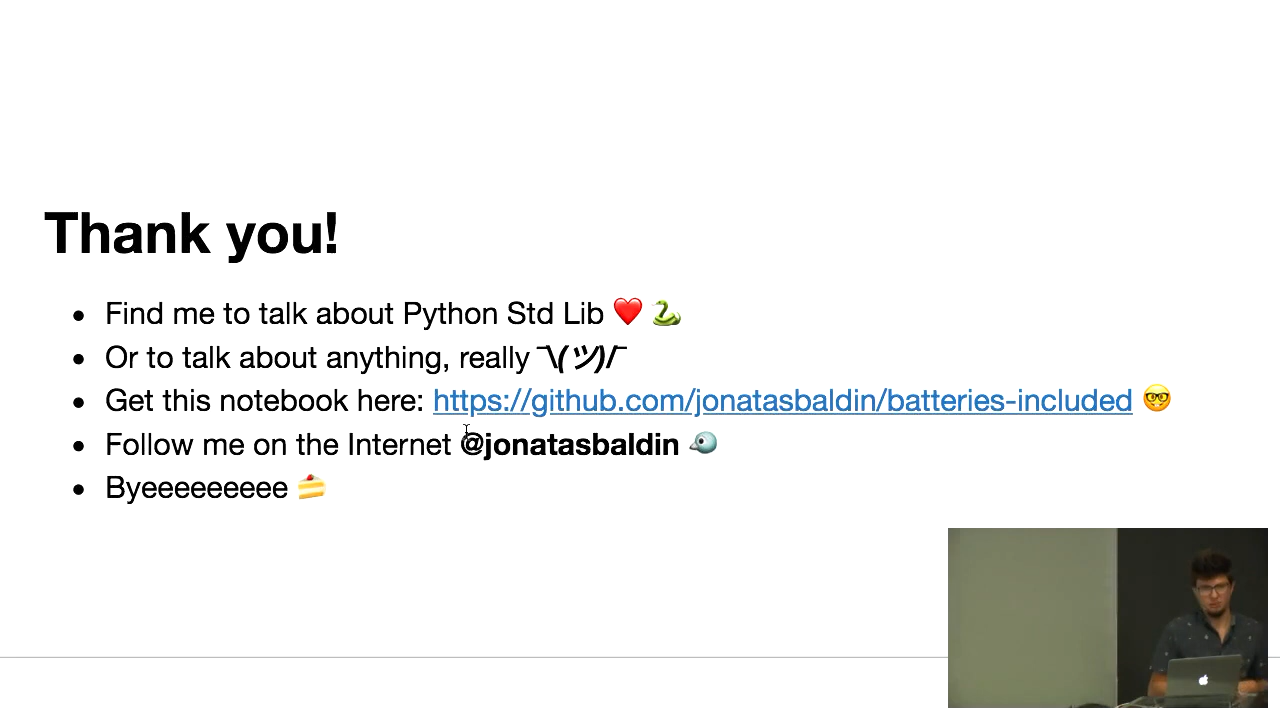 Thank you!
Find me to talk about Python Std Lib ❤️ 🐍
Or to talk about anything, really ¯\(ツ)/¯
Get this notebook here: https://github.com/jonatasbaldin/batteries-included 🤓
Follow me on the Internet @jonatasbaldin 🐦
Byeeeeeeeee 🍰